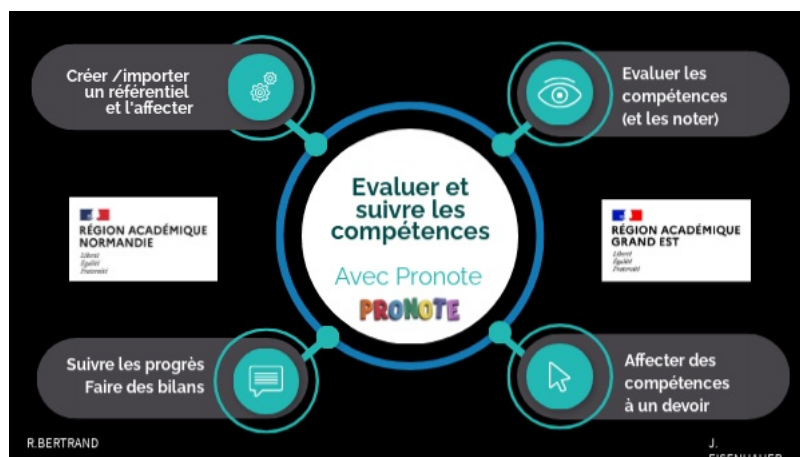 Créer /importer
un référentiel
et l'affecter
Evaluer les
compétences
(et les noter)
Evaluer et
suivre les
compétences
Avec Pronote
PRONOTE
RÉGION ACADÉMIQUE
NORMANDIE
Liberté
Égalité
Fraternité
RÉGION ACADÉMIQUE
GRAND EST
Liberté
Égalité
Fraternité
Suivre les progrès
Faire des bilans
Affecter des
compétences
à un devoir
R.BERTRAND
J.
EISENHAUER